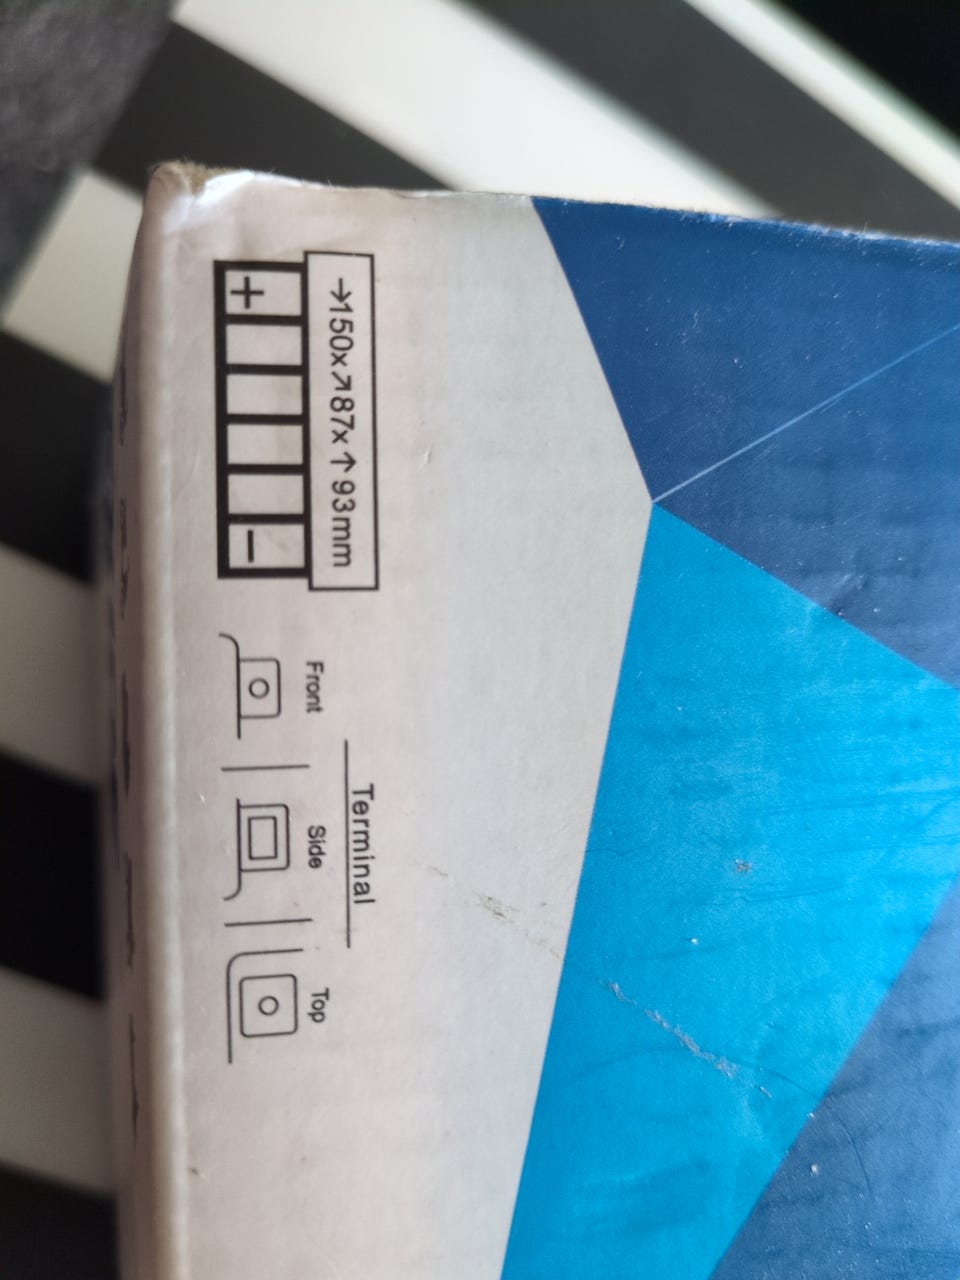 →150x↗87x↑93mm
+ −
Terminal
Front Side Top